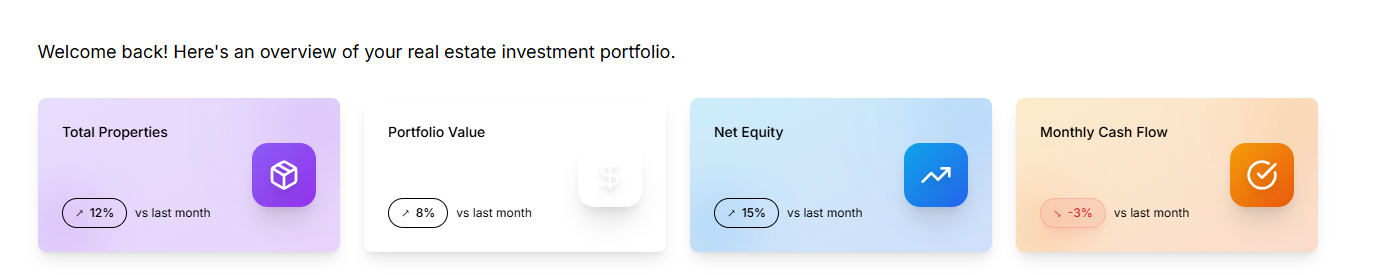 Welcome back! Here's an overview of your real estate investment portfolio.
Total Properties
↗ 12% vs last month
Portfolio Value
$
↗ 8% vs last month
Net Equity
↗ 15% vs last month
Monthly Cash Flow
↘ -3% vs last month